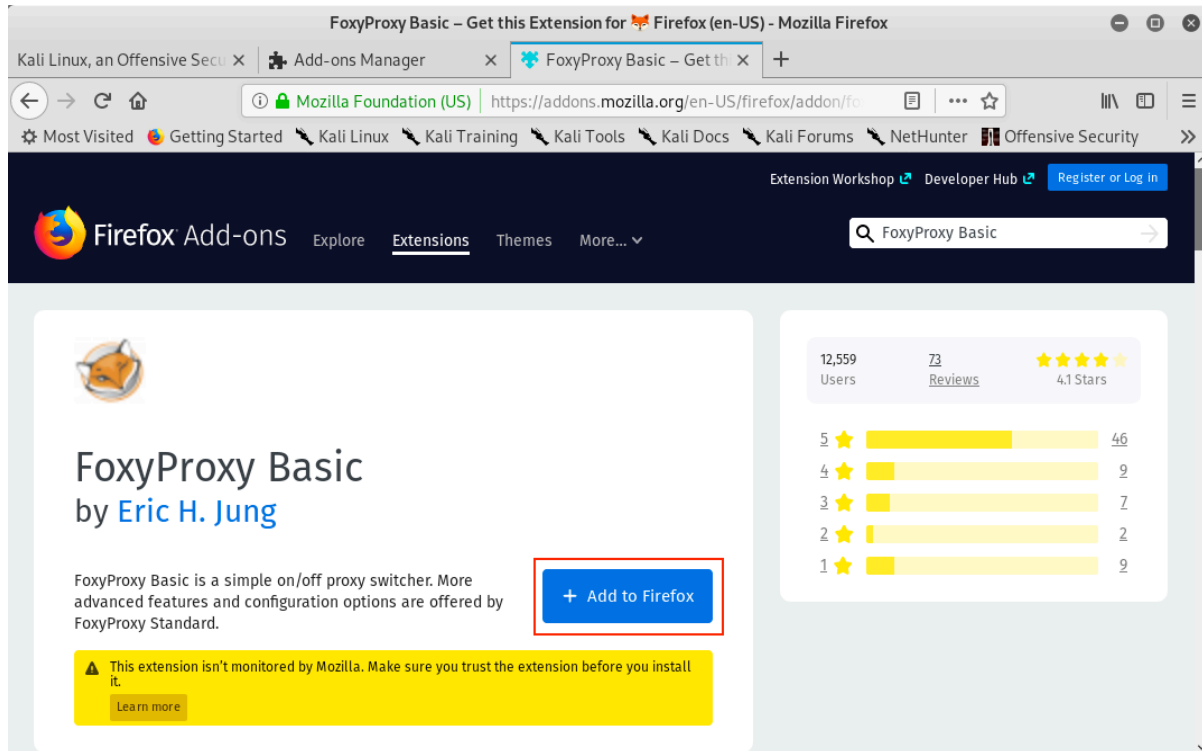 FoxyProxy Basic – Get this Extension for 🦊 Firefox (en-US) - Mozilla Firefox
Kali Linux, an Offensive Secu
Add-ons Manager
FoxyProxy Basic – Get thi
Mozilla Foundation (US)
https://addons.mozilla.org/en-US/firefox/addon/fo
Most Visited Getting Started Kali Linux Kali Training Kali Tools Kali Docs Kali Forums NetHunter Offensive Security
Extension Workshop Developer Hub Register or Log in
Firefox Add-ons Explore Extensions Themes More...
FoxyProxy Basic
FoxyProxy Basic
by Eric H. Jung
FoxyProxy Basic is a simple on/off proxy switcher. More
advanced features and configuration options are offered by
FoxyProxy Standard.
+ Add to Firefox
This extension isn't monitored by Mozilla. Make sure you trust the extension before you install
it.
Learn more
12,559 73
Users Reviews 4.1 Stars
5 46
4 9
3 7
2 2
1 9